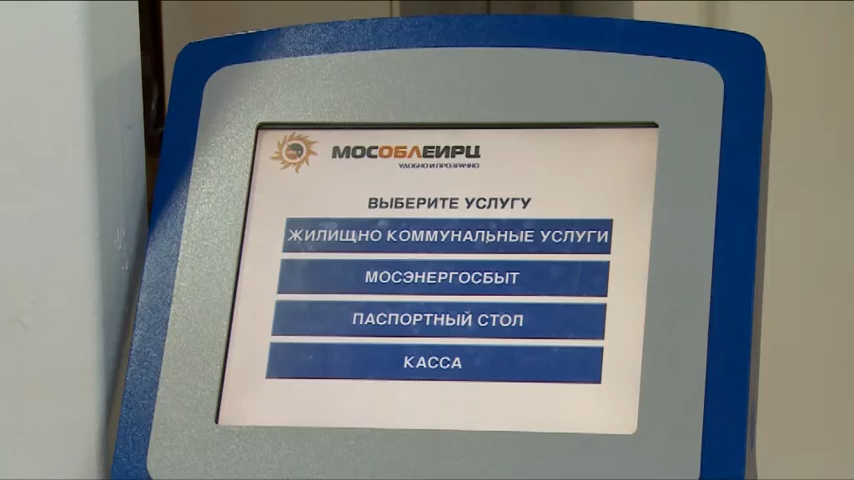 МОСОБЛЕИРЦ
УДОБНО И ПРОЗРАЧНО
ВЫБЕРИТЕ УСЛУГУ
ЖИЛИЩНО КОММУНАЛЬНЫЕ УСЛУГИ
МОСЭНЕРГОСБЫТ
ПАСПОРТНЫЙ СТОЛ
КАССА